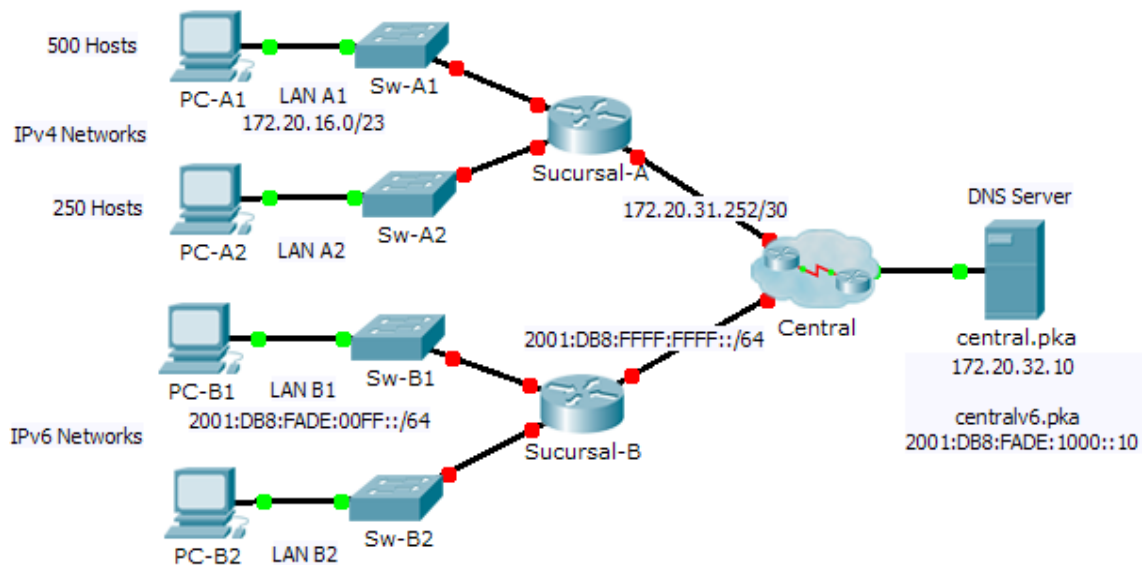 500 Hosts
PC-A1
LAN A1
172.20.16.0/23
Sw-A1
IPv4 Networks
Sucursal-A
250 Hosts
PC-A2
LAN A2
Sw-A2
172.20.31.252/30
DNS Server
Central
central.pka
172.20.32.10
centralv6.pka
2001:DB8:FADE:1000::10
2001:DB8:FFFF:FFFF::/64
PC-B1
LAN B1
2001:DB8:FADE:00FF::/64
Sw-B1
IPv6 Networks
Sucursal-B
PC-B2
LAN B2
Sw-B2